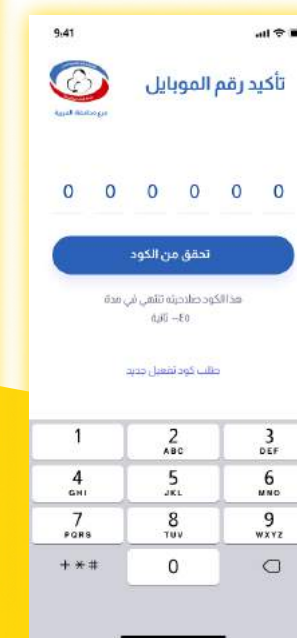 9:41
تأكيد رقم الموبايل
0 0 0 0 0 0
تحقق من الكود
هذا الكود صلاحيته تنتهي في مدة
٤٥– ثانية
طلب كود تفعيل جديد
1 2 3
ABC DEF
4 5 6
GHI JKL MNO
7 8 9
PQRS TUV WXYZ
+ * # 0